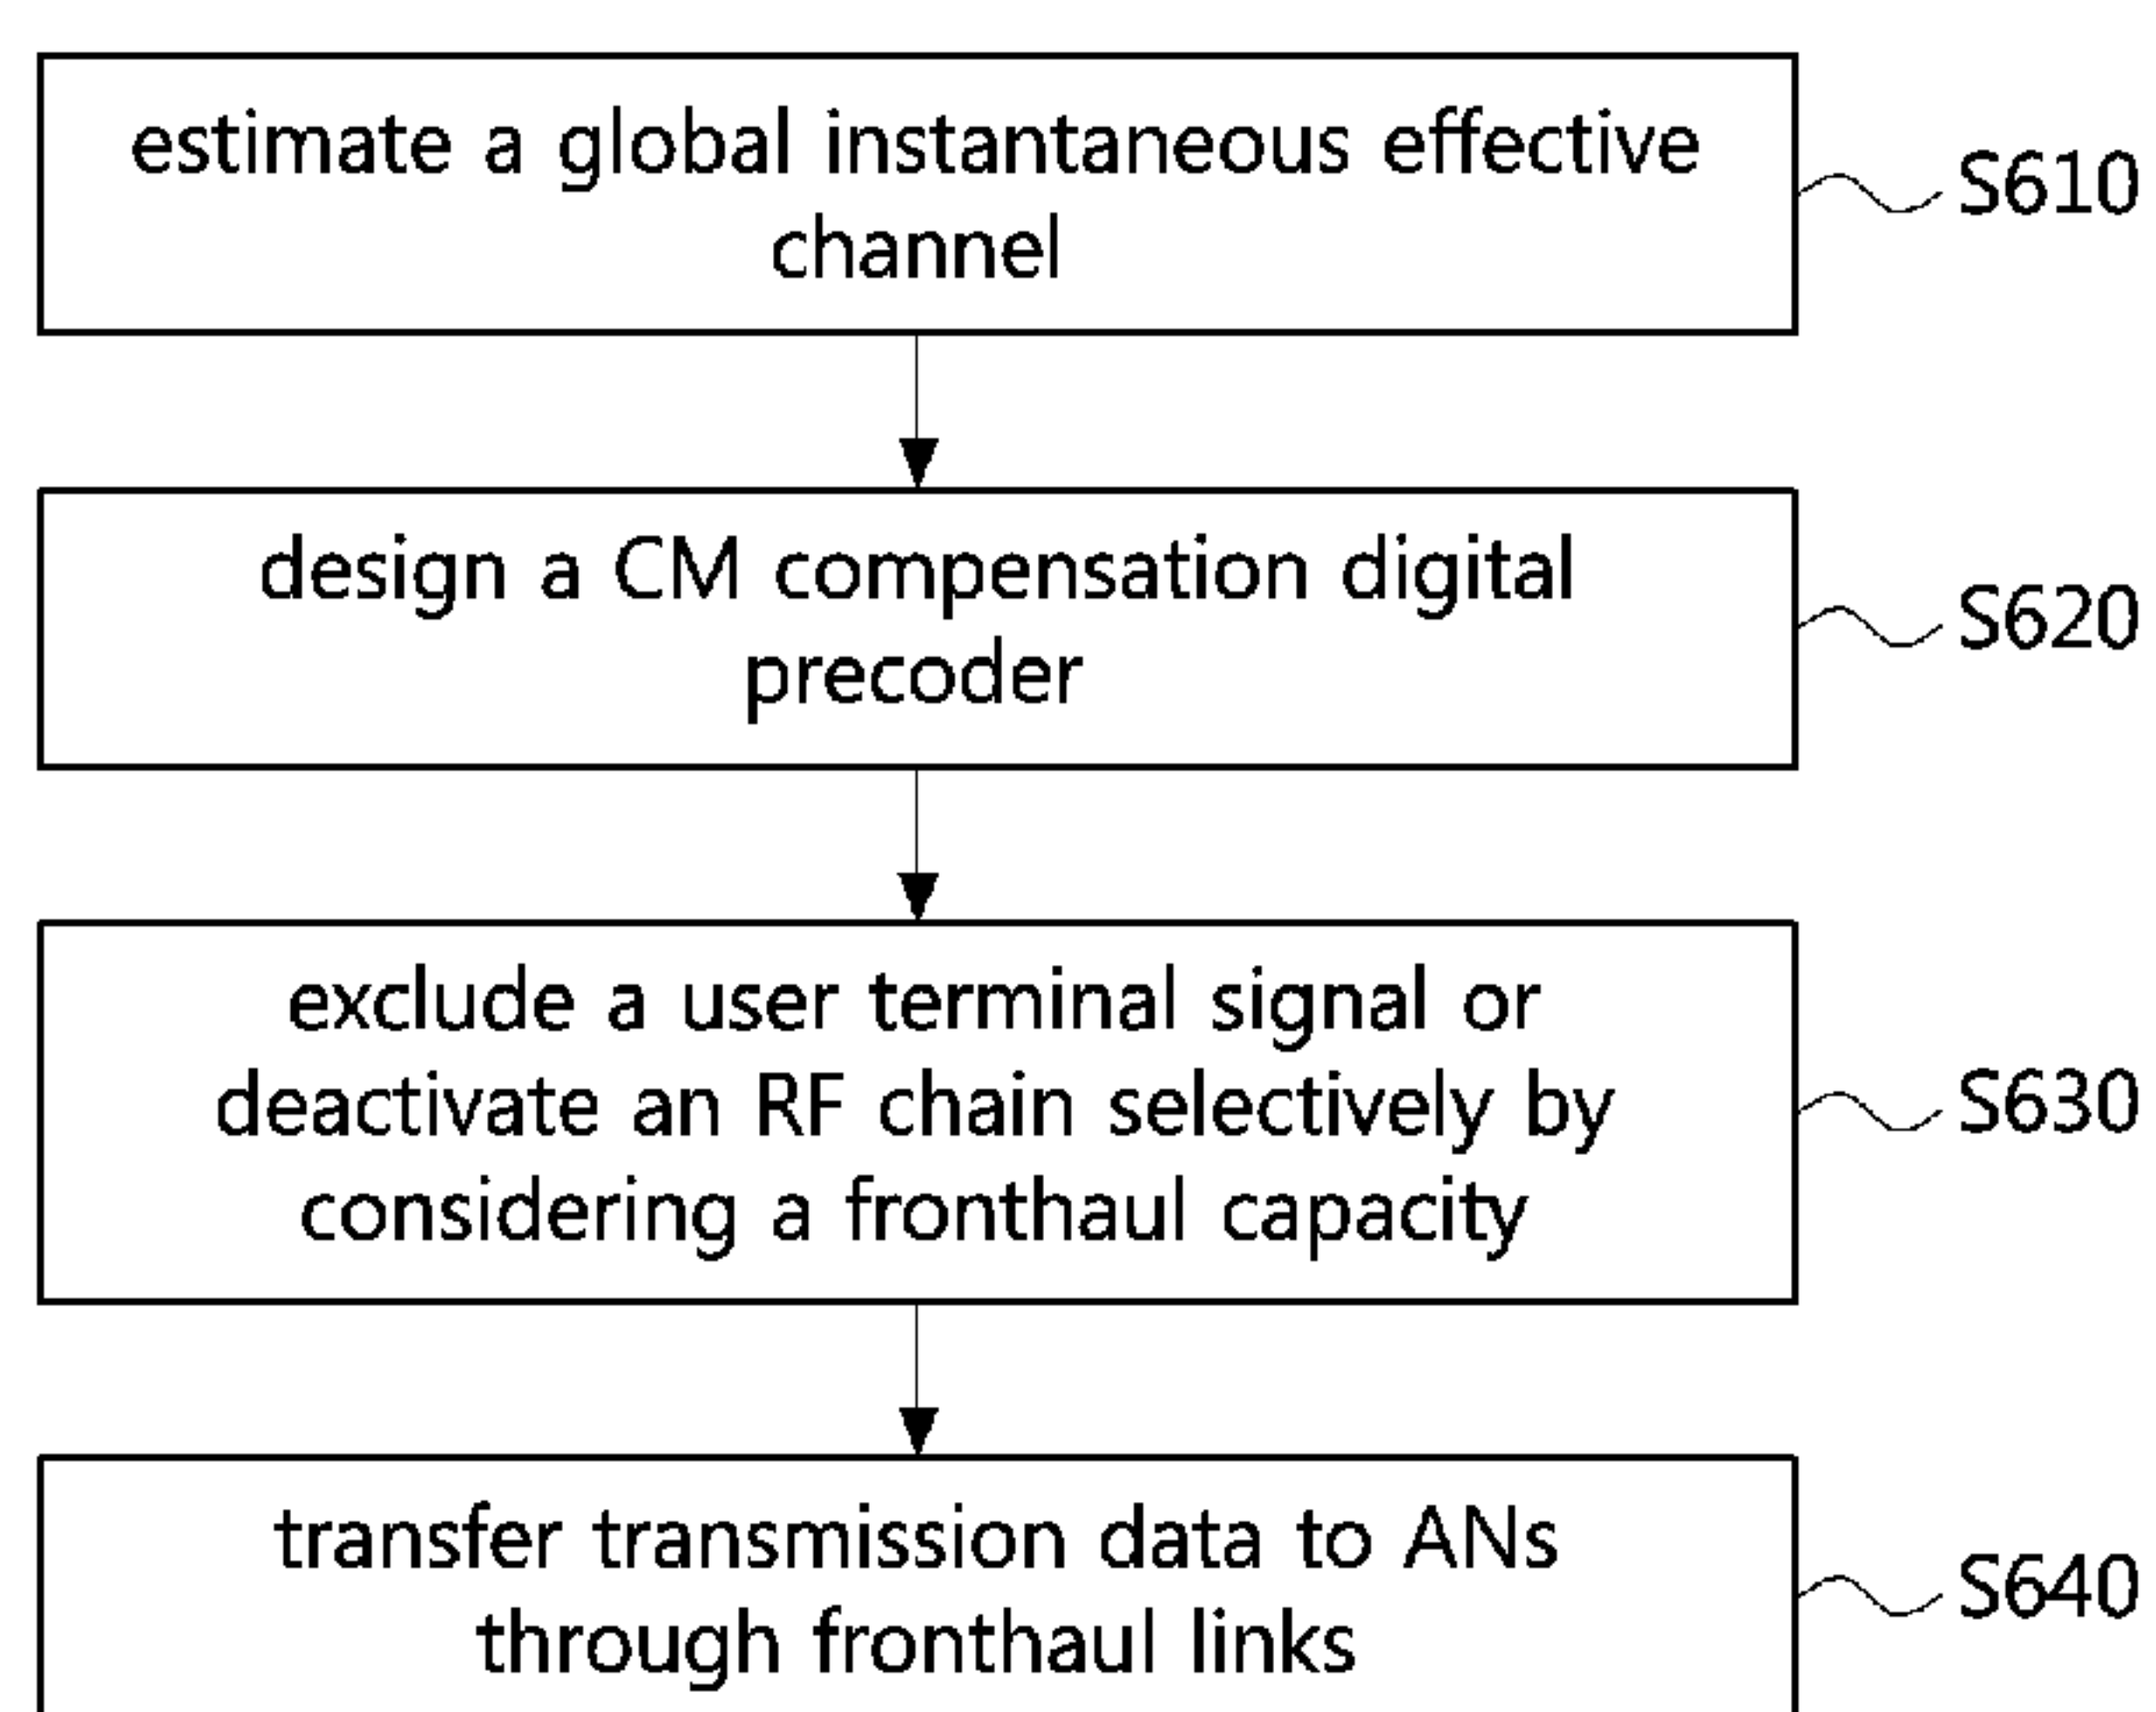 estimate a global instantaneous effective
channel
S610
design a CM compensation digital
precoder
S620
exclude a user terminal signal or
deactivate an RF chain selectively by
considering a fronthaul capacity
S630
transfer transmission data to ANs
through fronthaul links
S640